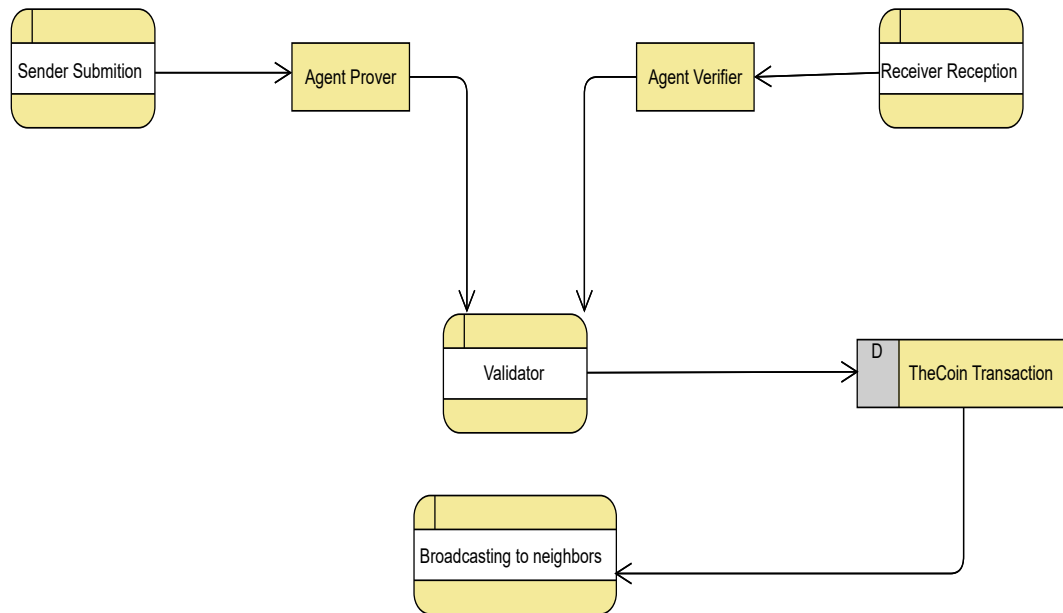 Sender Submition
Agent Prover
Agent Verifier
Receiver Reception
Validator
D
TheCoin Transaction
Broadcasting to neighbors